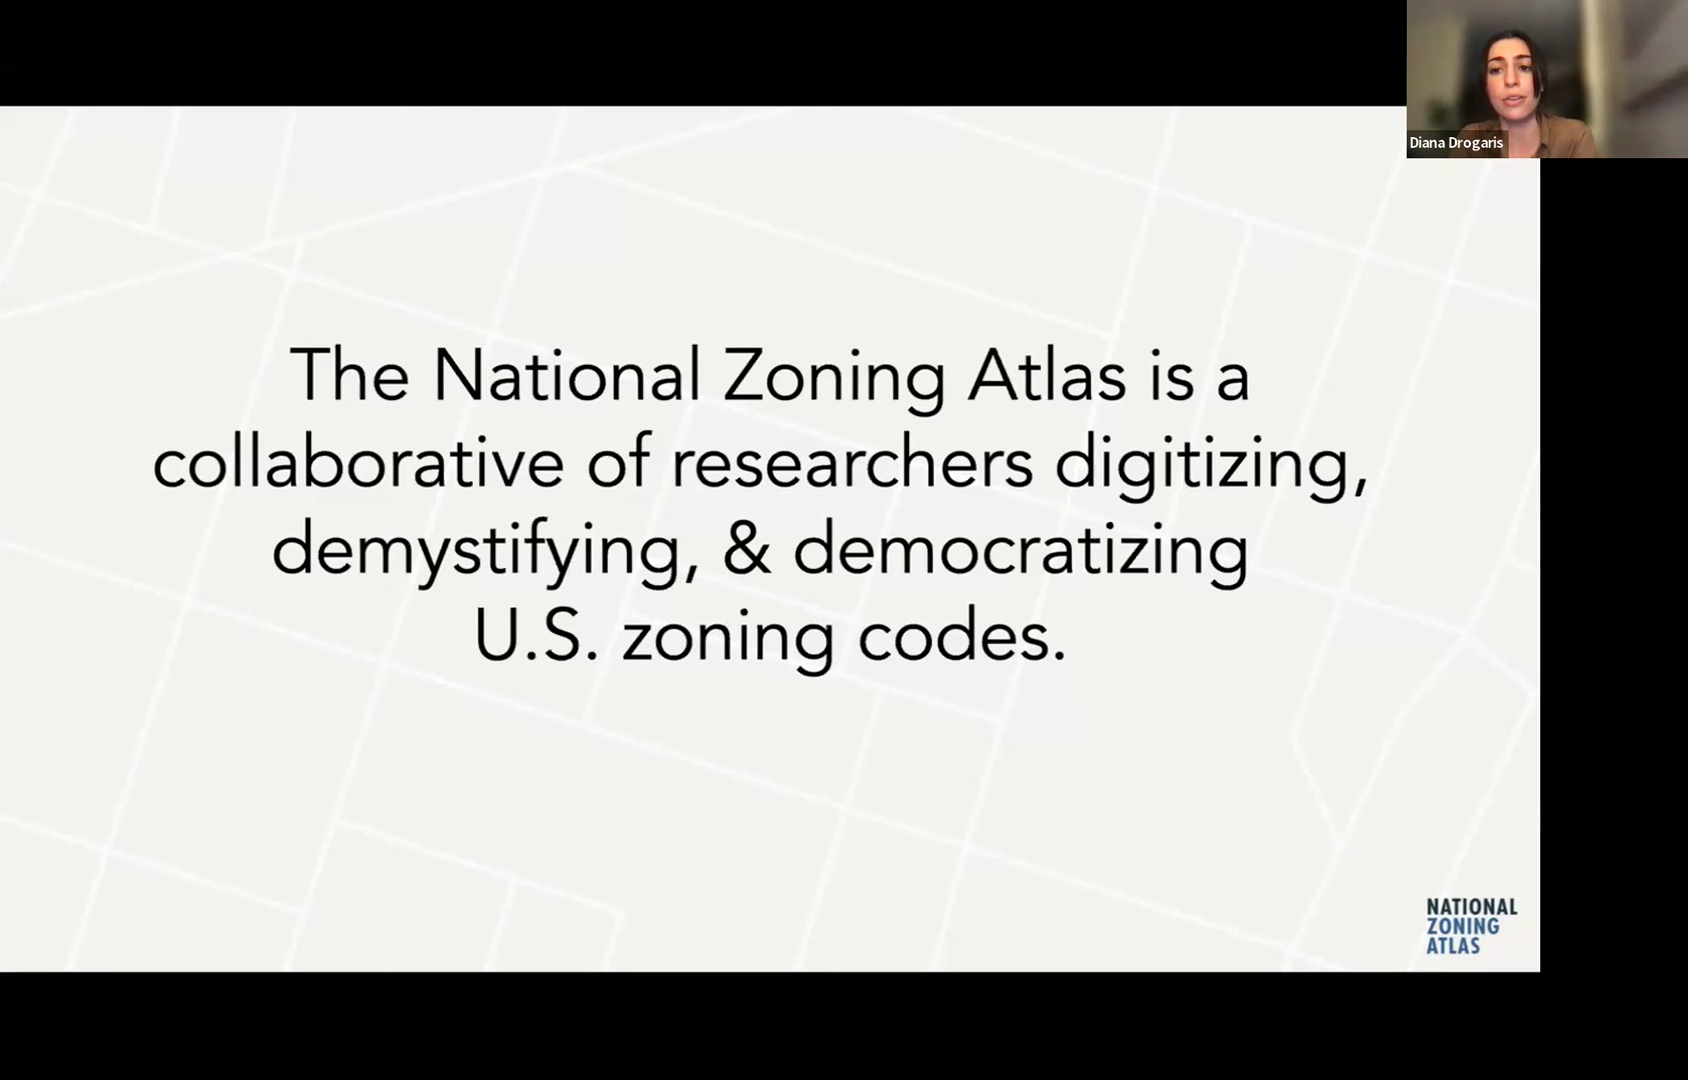 Diana Drogaris
The National Zoning Atlas is a
collaborative of researchers digitizing,
demystifying, & democratizing
U.S. zoning codes.
NATIONAL
ZONING
ATLAS